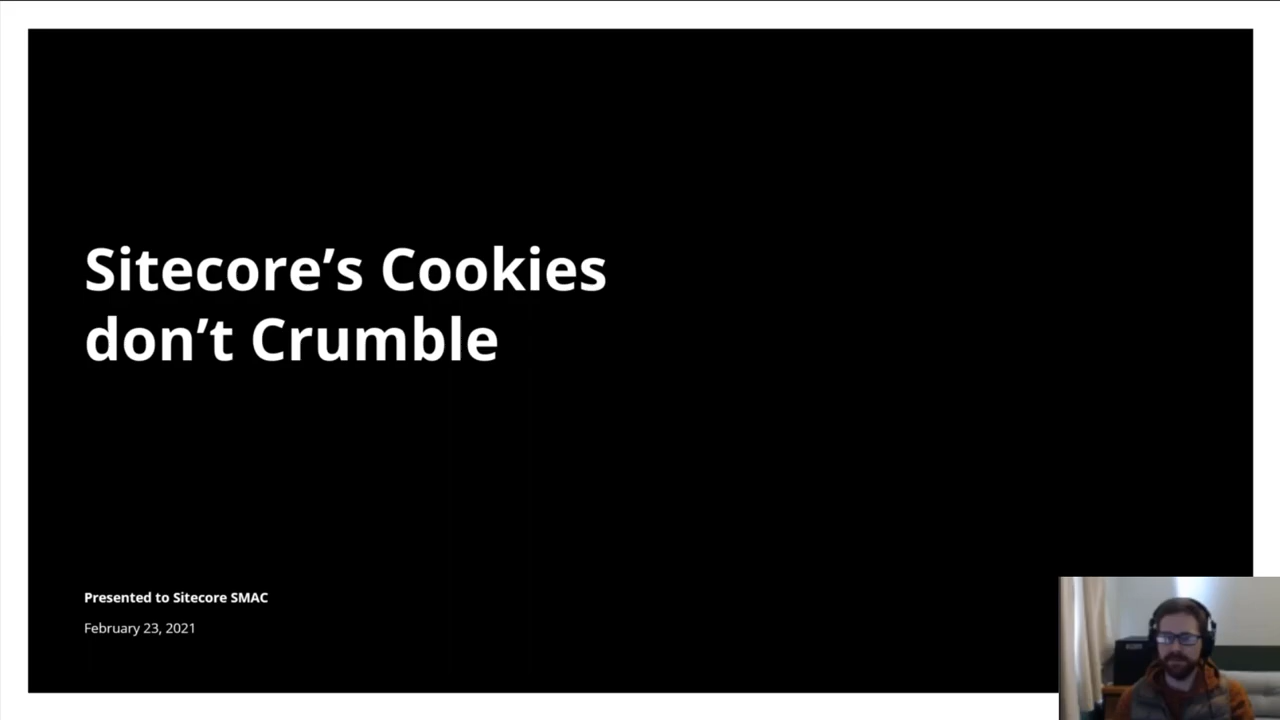 Sitecore’s Cookies
don’t Crumble
Presented to Sitecore SMAC
February 23, 2021